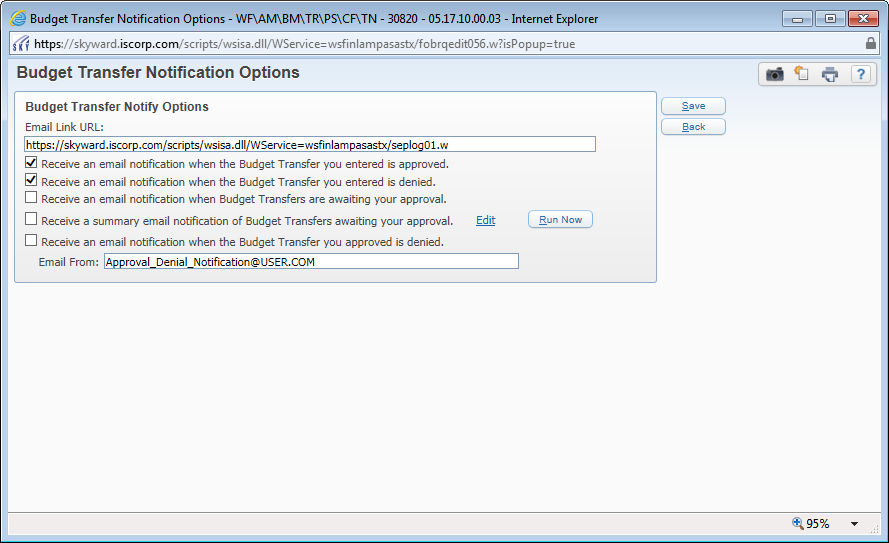 Budget Transfer Notification Options - WF\AM\BM\TR\PS\CF\TN - 30820 - 05.17.10.00.03 - Internet Explorer
https://skyward.iscorp.com/scripts/wsisa.dll/WService=wsfinlampasastx/fobrqedit056.w?isPopup=true
Budget Transfer Notification Options
?
Budget Transfer Notify Options
Save
Email Link URL:
Back
https://skyward.iscorp.com/scripts/wsisa.dll/WService=wsfinlampasastx/seplog01.w
Receive an email notification when the Budget Transfer you entered is approved.
Receive an email notification when the Budget Transfer you entered is denied.
Receive an email notification when Budget Transfers are awaiting your approval.
Receive a summary email notification of Budget Transfers awaiting your approval. Edit Run Now
Receive an email notification when the Budget Transfer you approved is denied.
Email From: Approval_Denial_Notification@USER.COM
95%